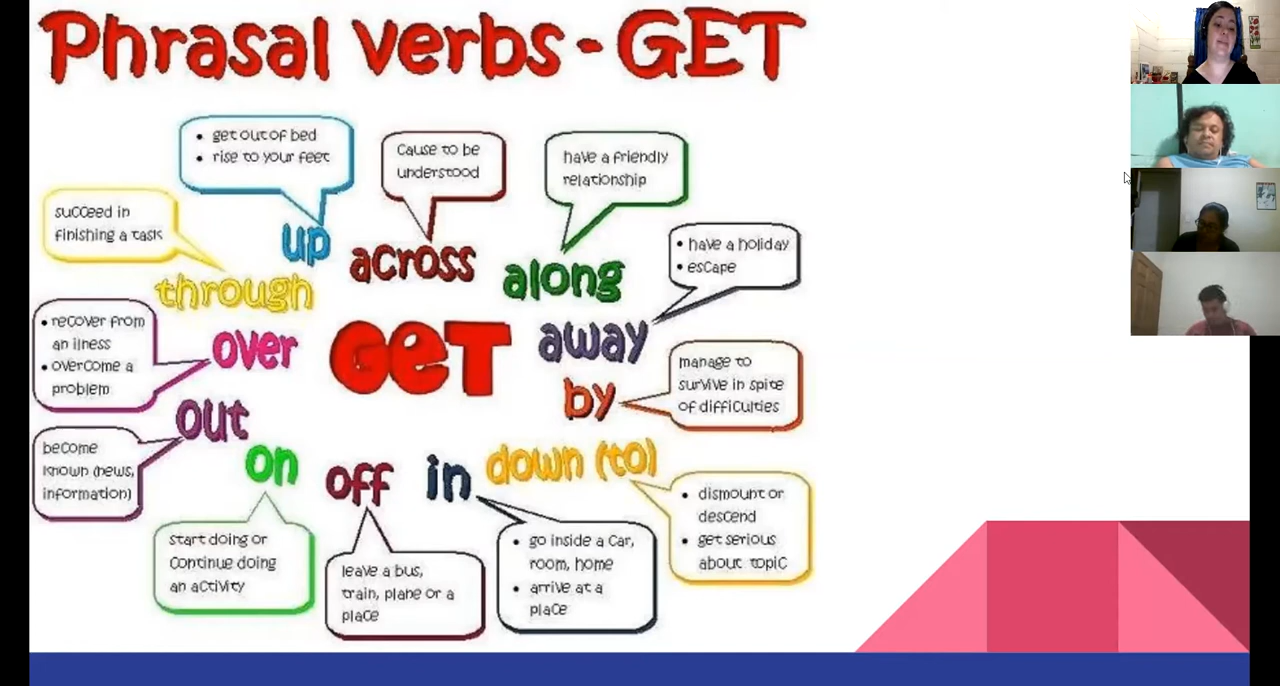 Phrasal verbs - GET
• get out of bed
• rise to your feet
up
Cause to be
understood
across
have a friendly
relationship
along
succeed in
finishing a task
through
• have a holiday
• escape
away
• recover from
an ilness
• overcome a
problem
over
GET
manage to
survive in spite
of difficulties
by
become
known (news,
information)
out
on
off
in
down (to)
start doing or
Continue doing
an activity
leave a bus,
train, plane or a
place
• go inside a car,
room, home
• arrive at a
place
• dismount or
descend
• get serious
about topic